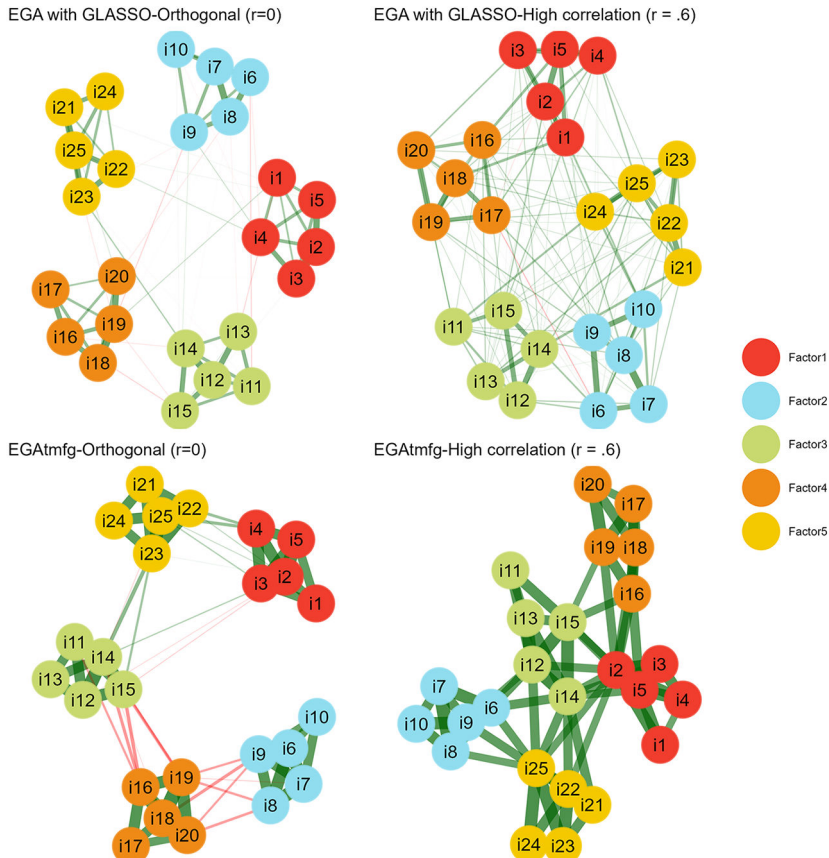 EGA with GLASSO-Orthogonal (r=0)
i10
i7
i6
i8
i9
i24
i21
i25
i22
i23
i1
i5
i4
i2
i3
i20
i17
i19
i16
i18
i13
i14
i12
i11
i15
EGA with GLASSO-High correlation (r = .6)
i3
i5
i4
i2
i1
i16
i20
i18
i17
i19
i23
i25
i24
i22
i21
i15
i11
i14
i13
i12
i10
i9
i8
i7
i6
EGAtmfg-Orthogonal (r=0)
i21
i22
i25
i24
i23
i4
i5
i2
i3
i1
i11
i14
i13
i15
i12
i10
i6
i9
i7
i8
i19
i16
i18
i20
i17
EGAtmfg-High correlation (r = .6)
i20
i17
i19
i18
i16
i11
i13
i15
i12
i14
i3
i2
i5
i4
i1
i7
i6
i9
i10
i8
i25
i22
i21
i24
i23
Factor1
Factor2
Factor3
Factor4
Factor5